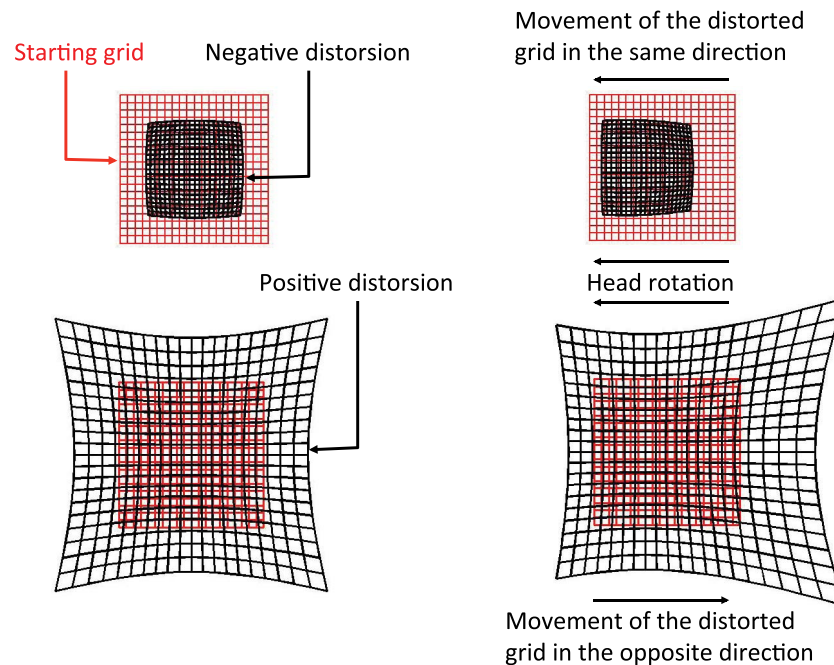 Starting grid
Negative distorsion
Movement of the distorted
grid in the same direction
Positive distorsion
Head rotation
Movement of the distorted
grid in the opposite direction